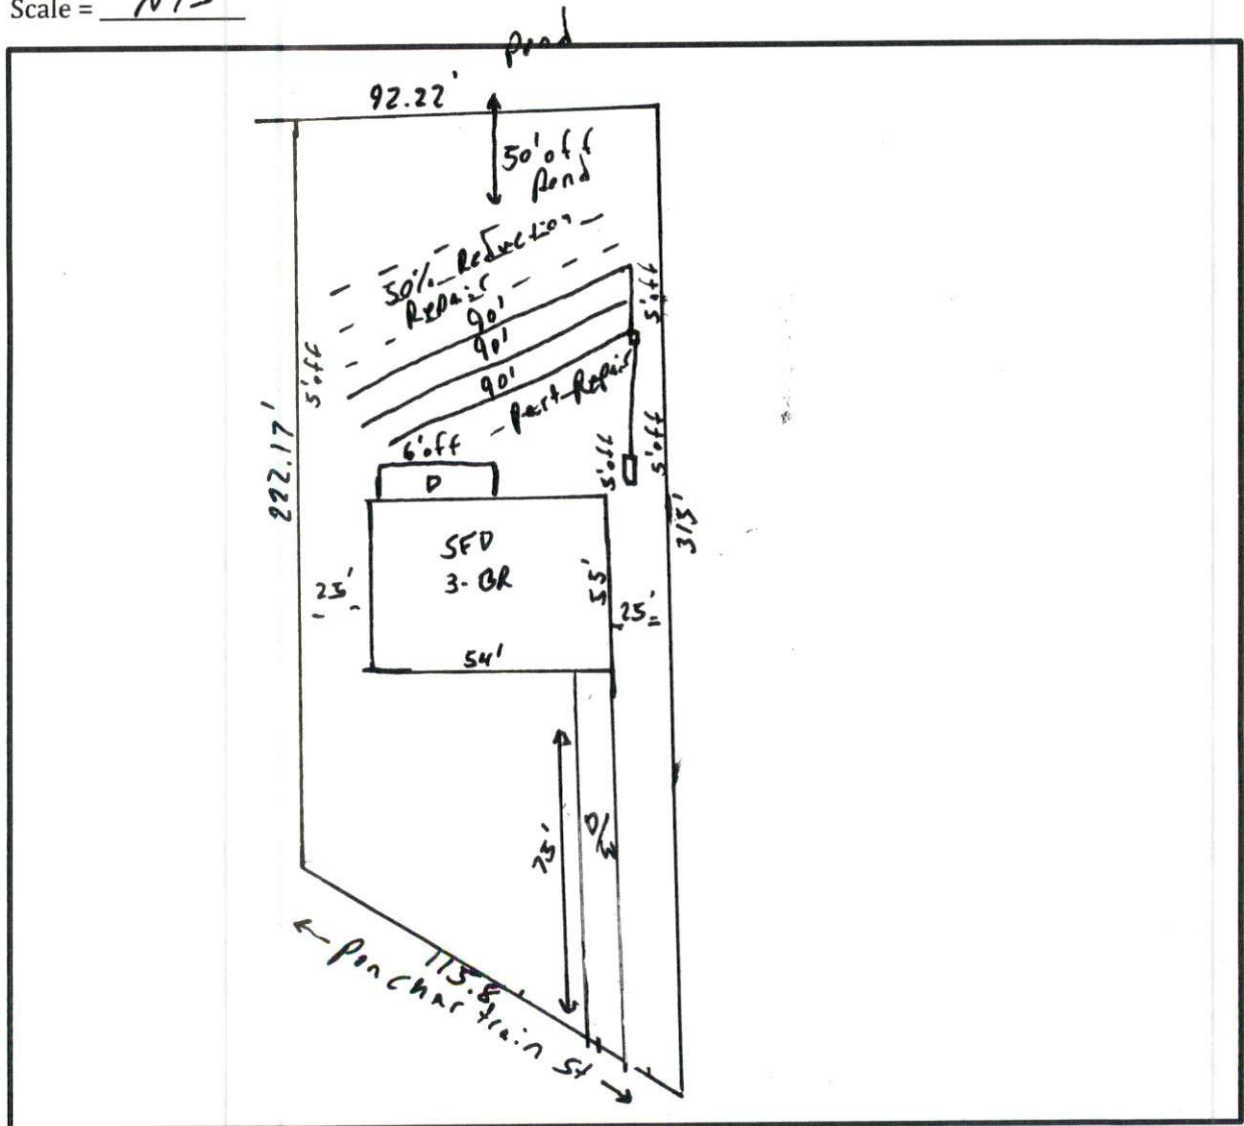 Scale = NTS
pond
92.22'
50' off
pond
50% Reduction
Repair
90'
90'
90'
Part Repair
5' off
5' off
6' off
5' off
5' off
D
222.17'
315'
SFD
3-BR
55'
25'
25'
54'
75'
D/W
115.8
Ponchartrain St